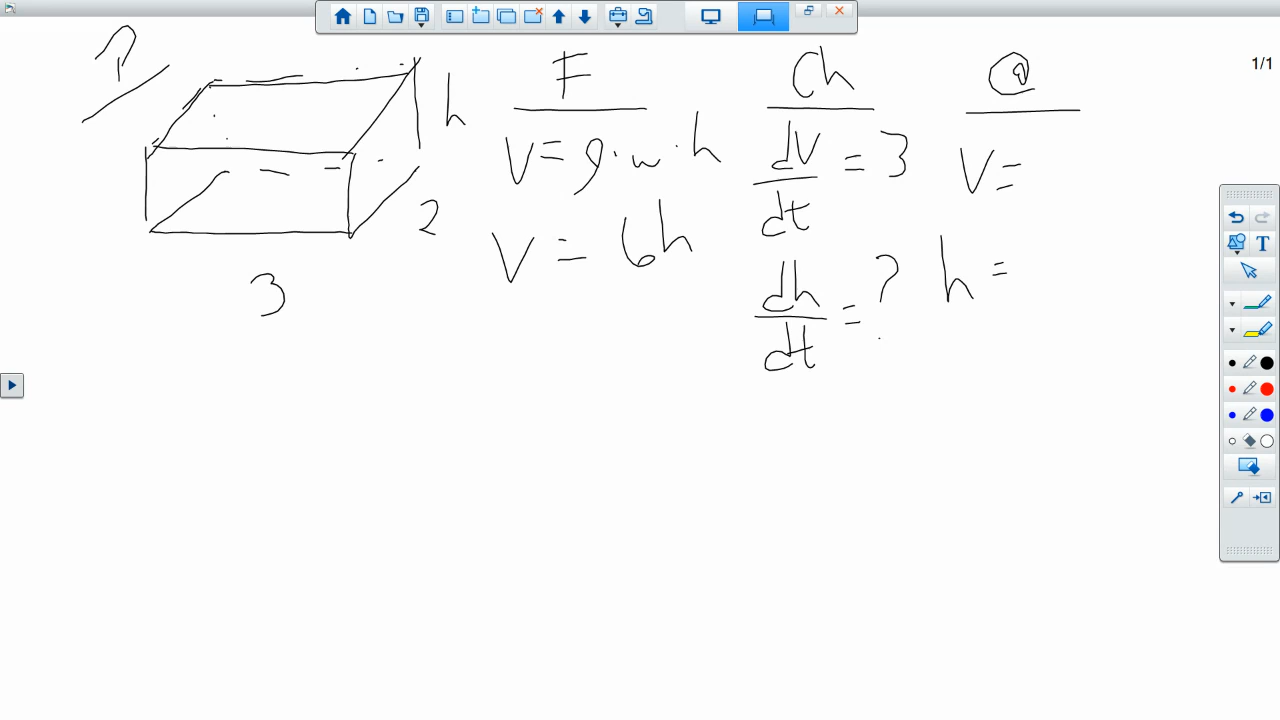 1/1
h
2
3
F
V = l · w · h
V = 6h
Ch
dV/dt = 3
dh/dt = ?
@
V =
h =
T